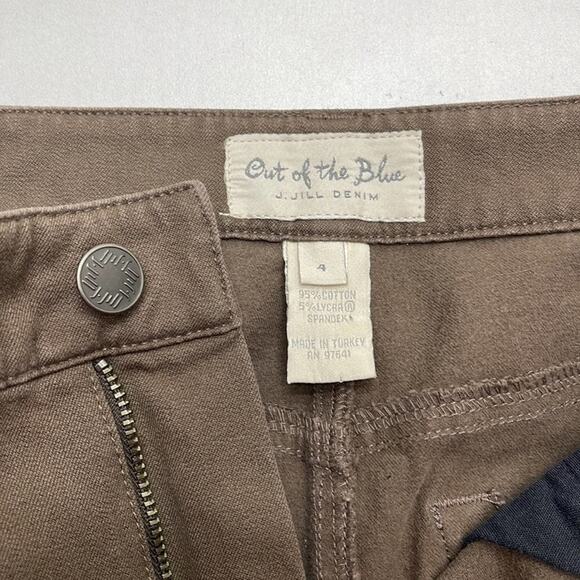 Out of the Blue
J. JILL DENIM
4
95% COTTON
5% LYCRA®
SPANDEX
MADE IN TURKEY
RN 97641